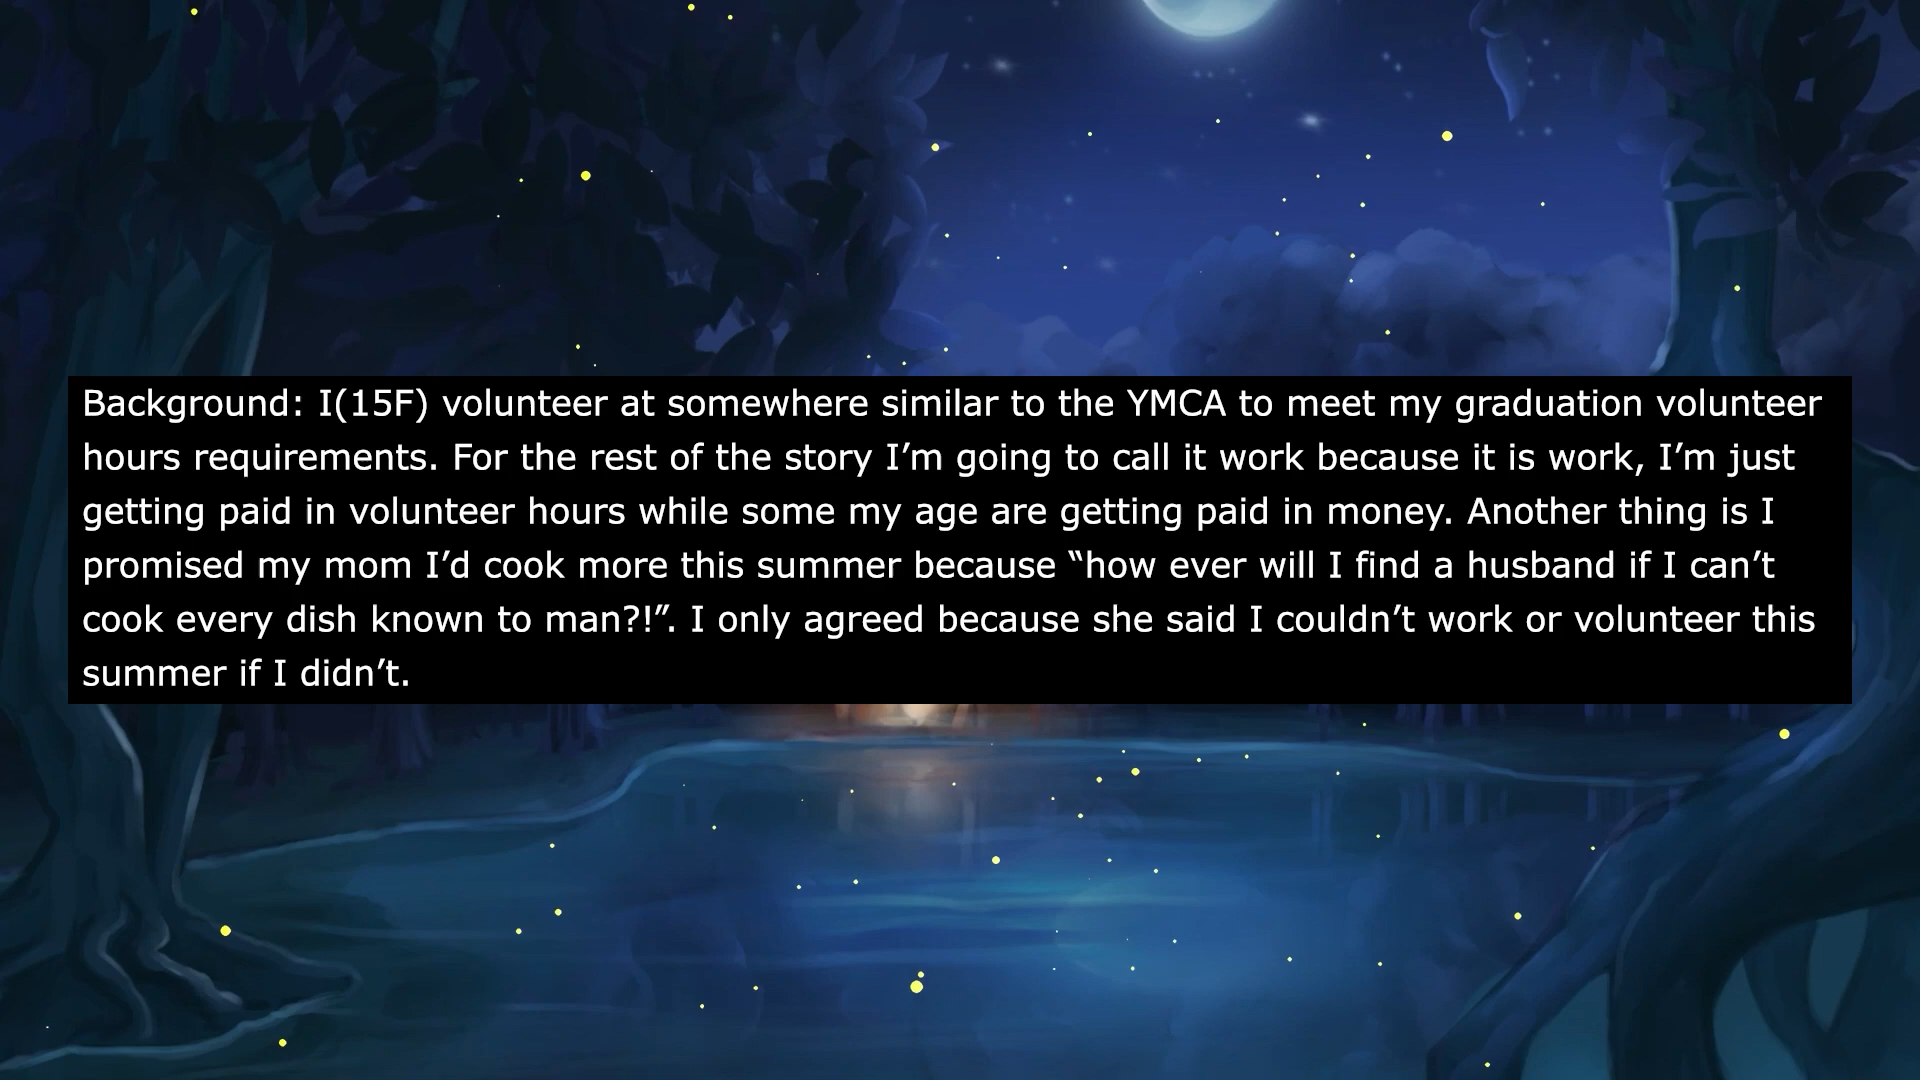 Background: I(15F) volunteer at somewhere similar to the YMCA to meet my graduation volunteer
hours requirements. For the rest of the story I’m going to call it work because it is work, I’m just
getting paid in volunteer hours while some my age are getting paid in money. Another thing is I
promised my mom I’d cook more this summer because “how ever will I find a husband if I can’t
cook every dish known to man?!”. I only agreed because she said I couldn’t work or volunteer this
summer if I didn’t.